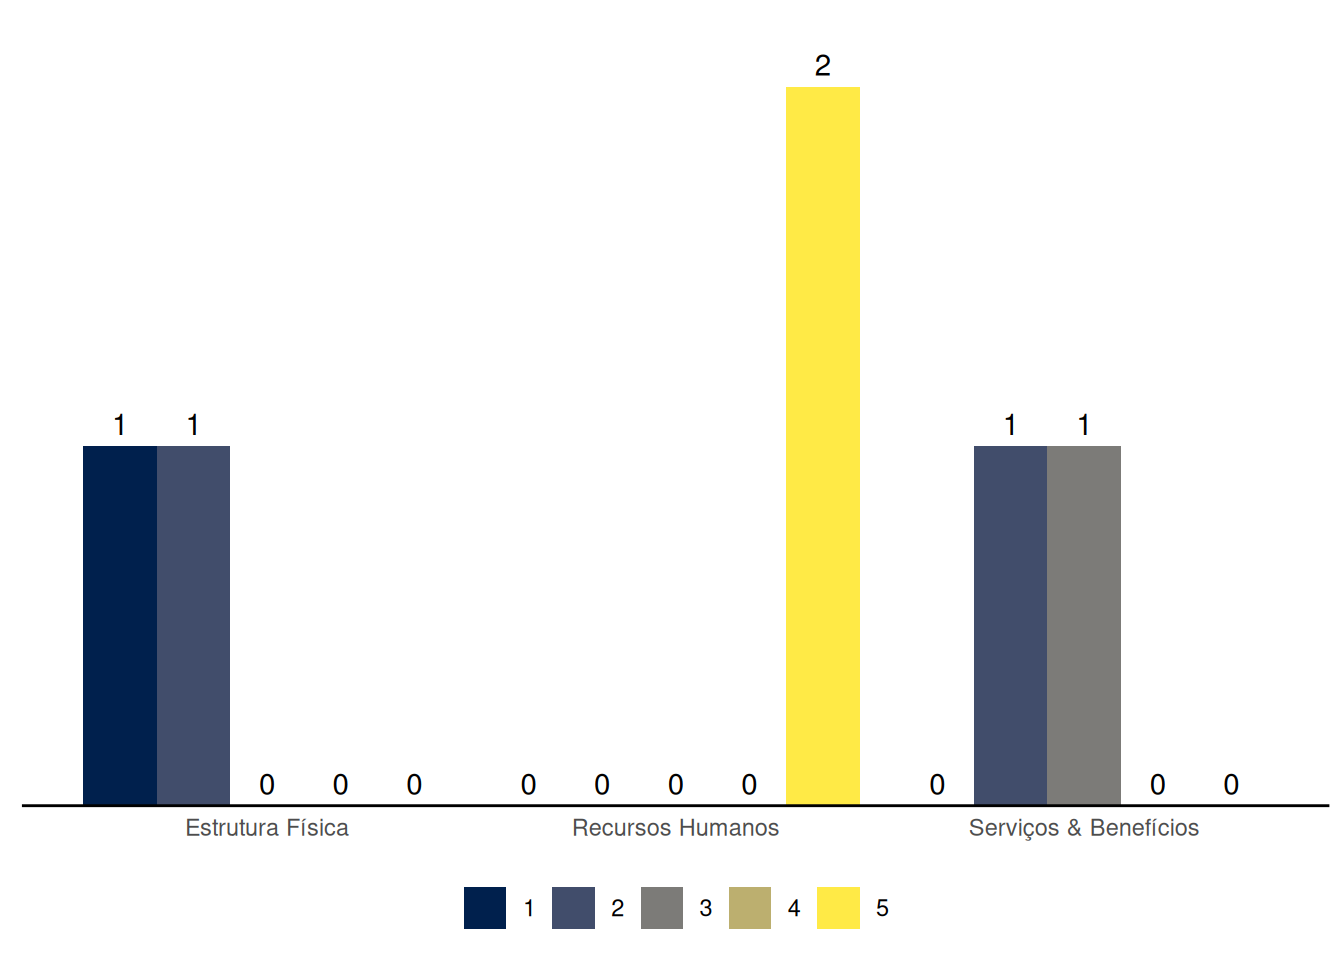 2
1 1 1 1
0 0 0 0 0 0 0 0 0 0
Estrutura Física Recursos Humanos Serviços & Benefícios
1 2 3 4 5